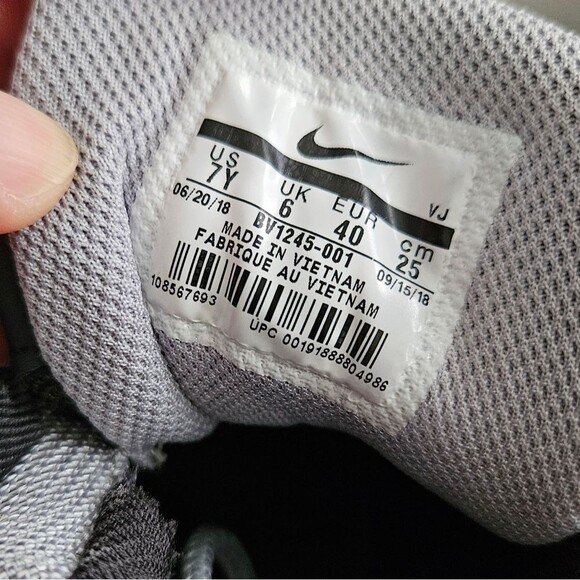 VJ
US UK EUR cm
7Y 6 40 25
06/20/18 BV1245-001 09/15/18
MADE IN VIETNAM
FABRIQUE AU VIETNAM
108567693
UPC 00191888804986